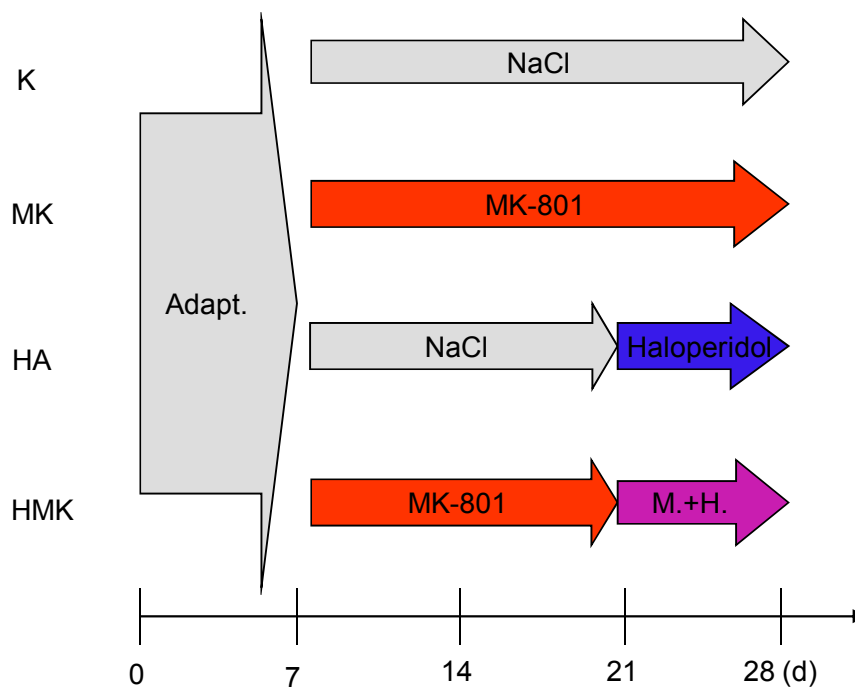 K
NaCl
MK
MK-801
Adapt.
HA
NaCl
Haloperidol
HMK
MK-801
M.+H.
0
7
14
21
28 (d)